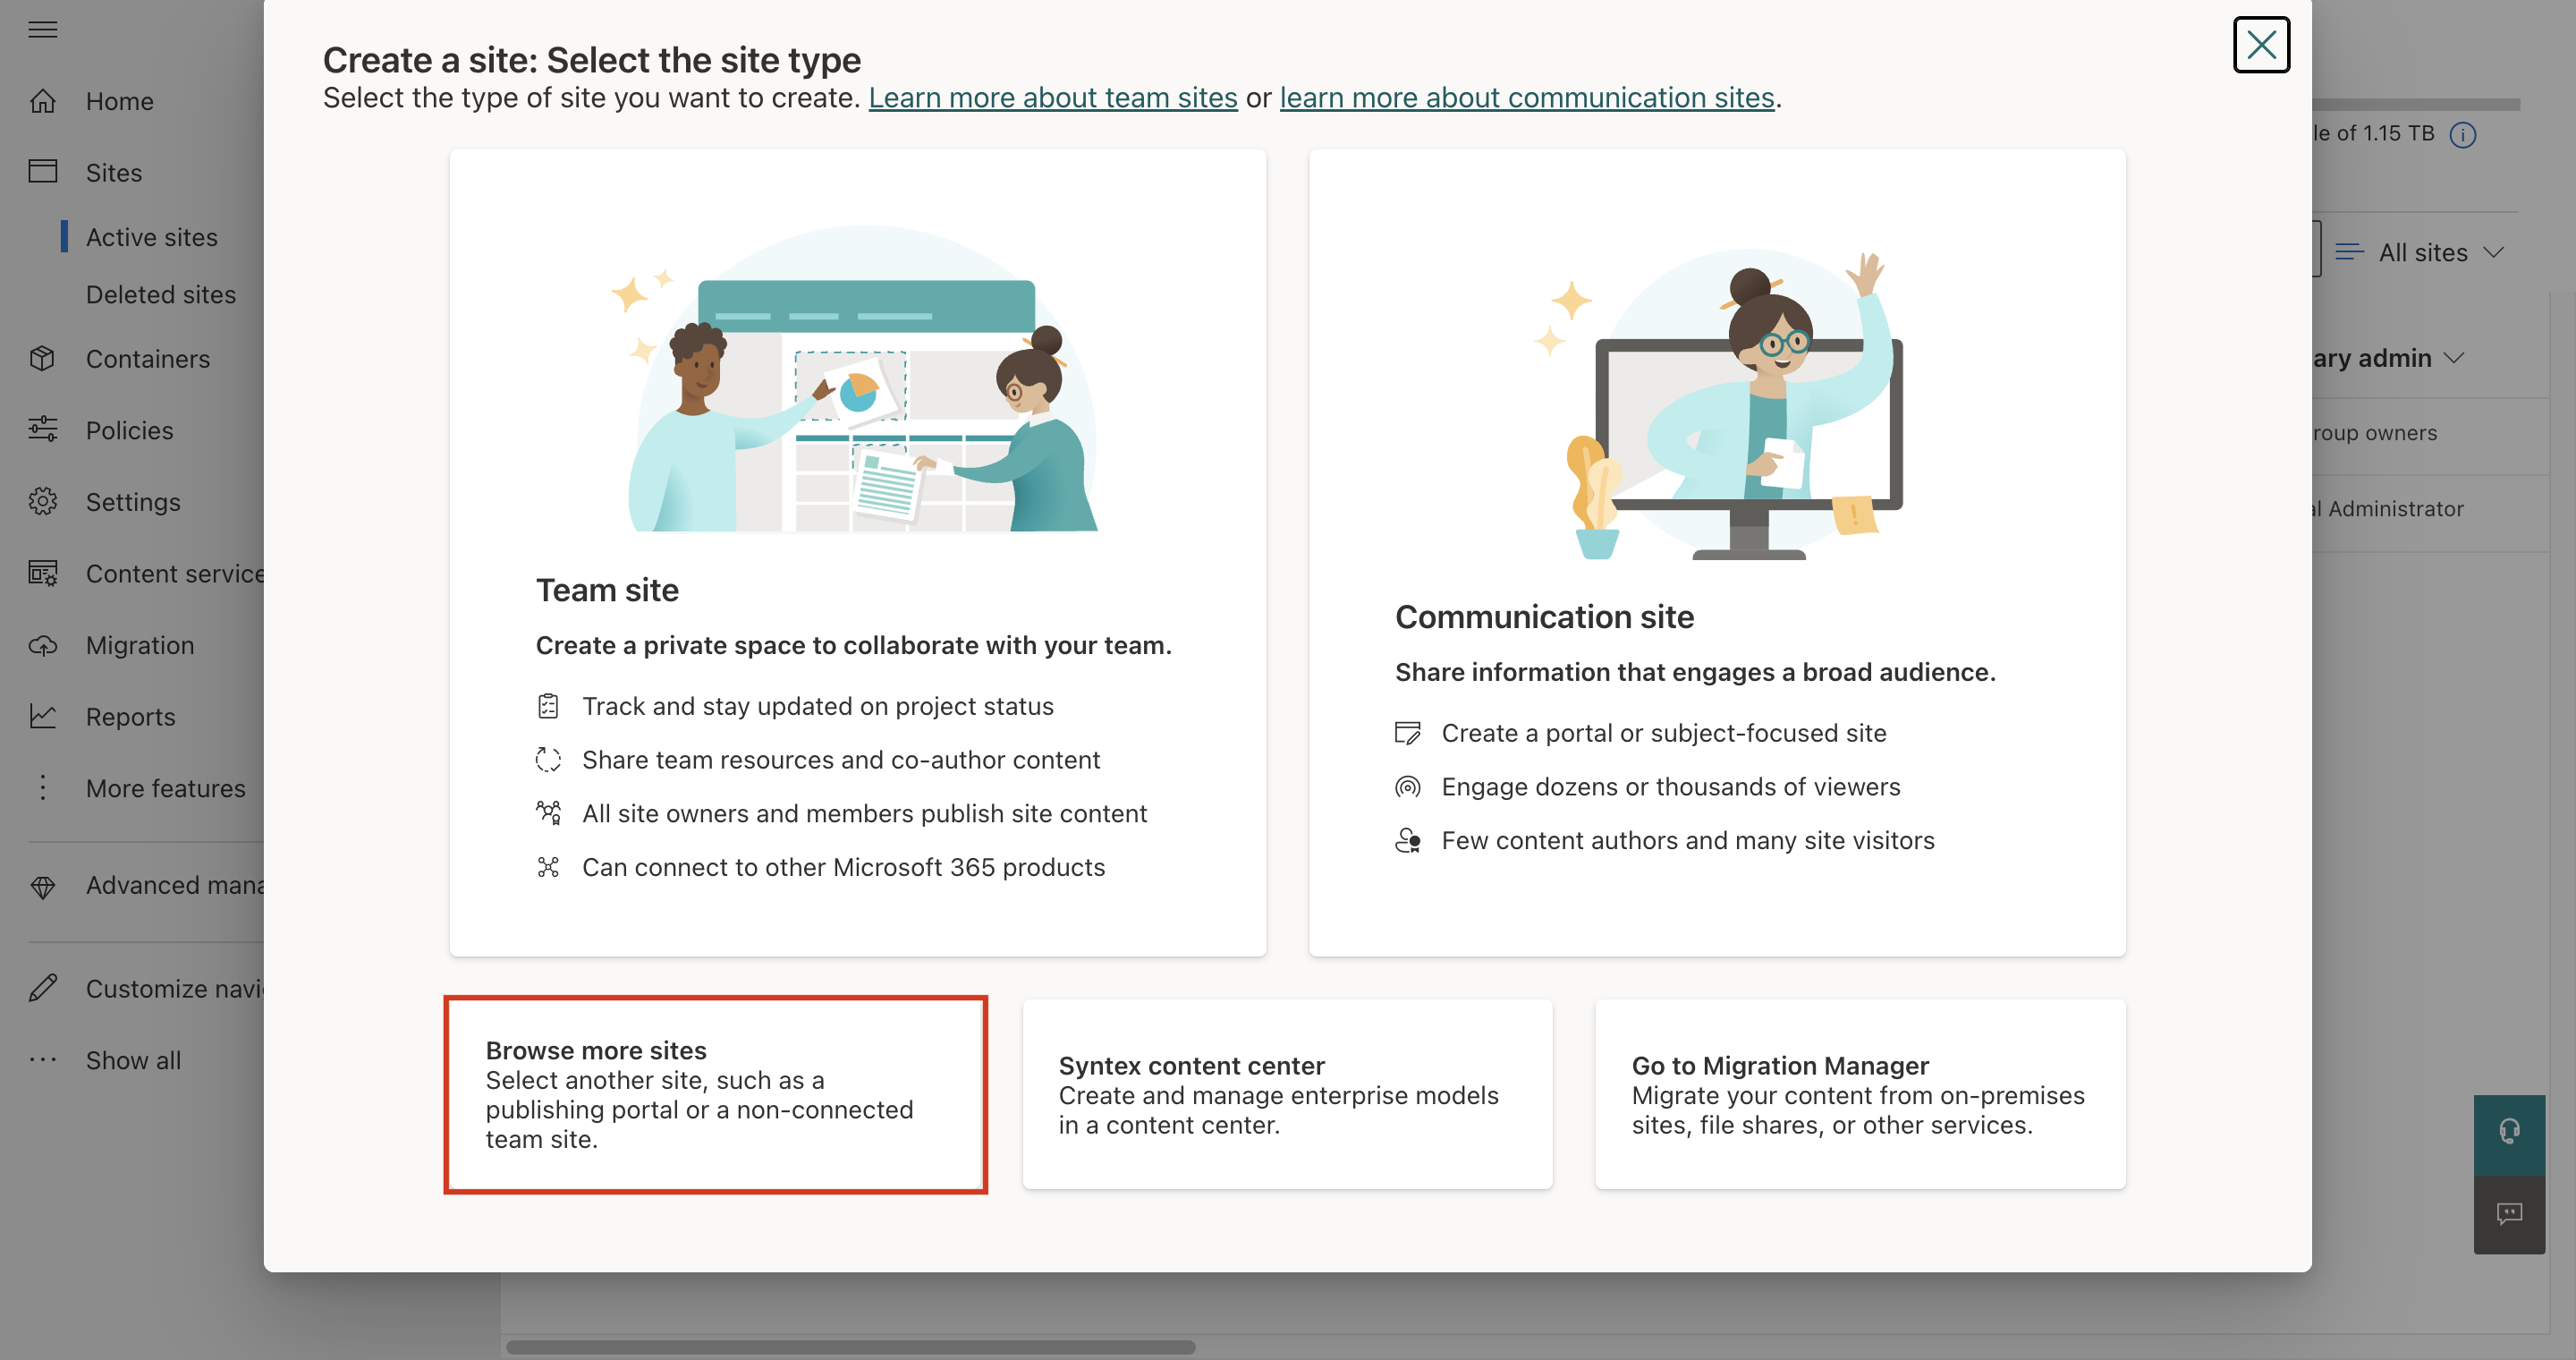 Create a site: Select the site type
Select the type of site you want to create. Learn more about team sites or learn more about communication sites.
Home
Sites
Active sites
Deleted sites
Containers
Policies
Settings
Content service
Migration
Reports
More features
Advanced mana
Customize navi
Show all
Team site
Create a private space to collaborate with your team.
Track and stay updated on project status
Share team resources and co-author content
All site owners and members publish site content
Can connect to other Microsoft 365 products
Communication site
Share information that engages a broad audience.
Create a portal or subject-focused site
Engage dozens or thousands of viewers
Few content authors and many site visitors
Browse more sites
Select another site, such as a
publishing portal or a non-connected
team site.
Syntex content center
Create and manage enterprise models
in a content center.
Go to Migration Manager
Migrate your content from on-premises
sites, file shares, or other services.
le of 1.15 TB
All sites
ary admin
roup owners
al Administrator